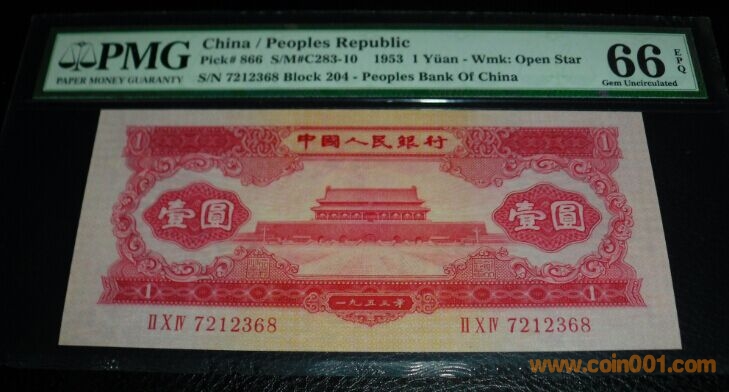 PMG
PAPER MONEY GUARANTY
China / Peoples Republic
Pick# 866 S/M#C283-10 1953 1 Yüan - Wmk: Open Star
S/N 7212368 Block 204 - Peoples Bank Of China
66 EPQ
Gem Uncirculated
中國人民銀行
1 1
壹圓 壹圓
1 一九五三年 1
II X IV 7212368 II X IV 7212368
www.coin001.com